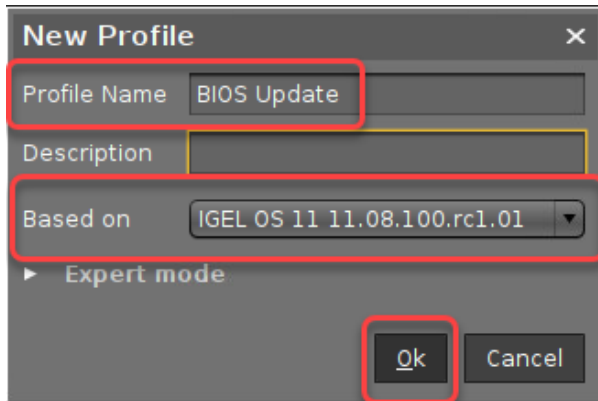 New Profile
Profile Name BIOS Update
Description
Based on IGEL OS 11 11.08.100.rc1.01
Expert mode
Ok Cancel